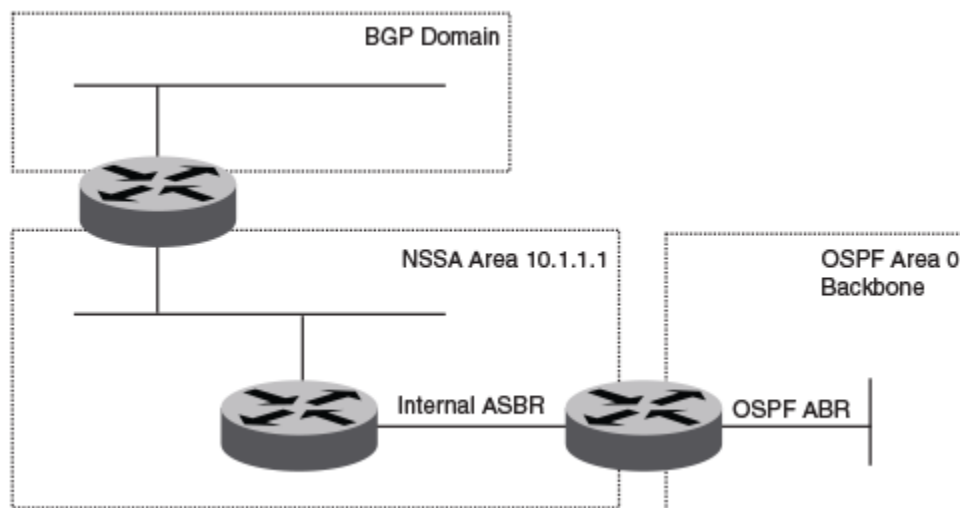 BGP Domain
NSSA Area 10.1.1.1
OSPF Area 0
Backbone
Internal ASBR
OSPF ABR